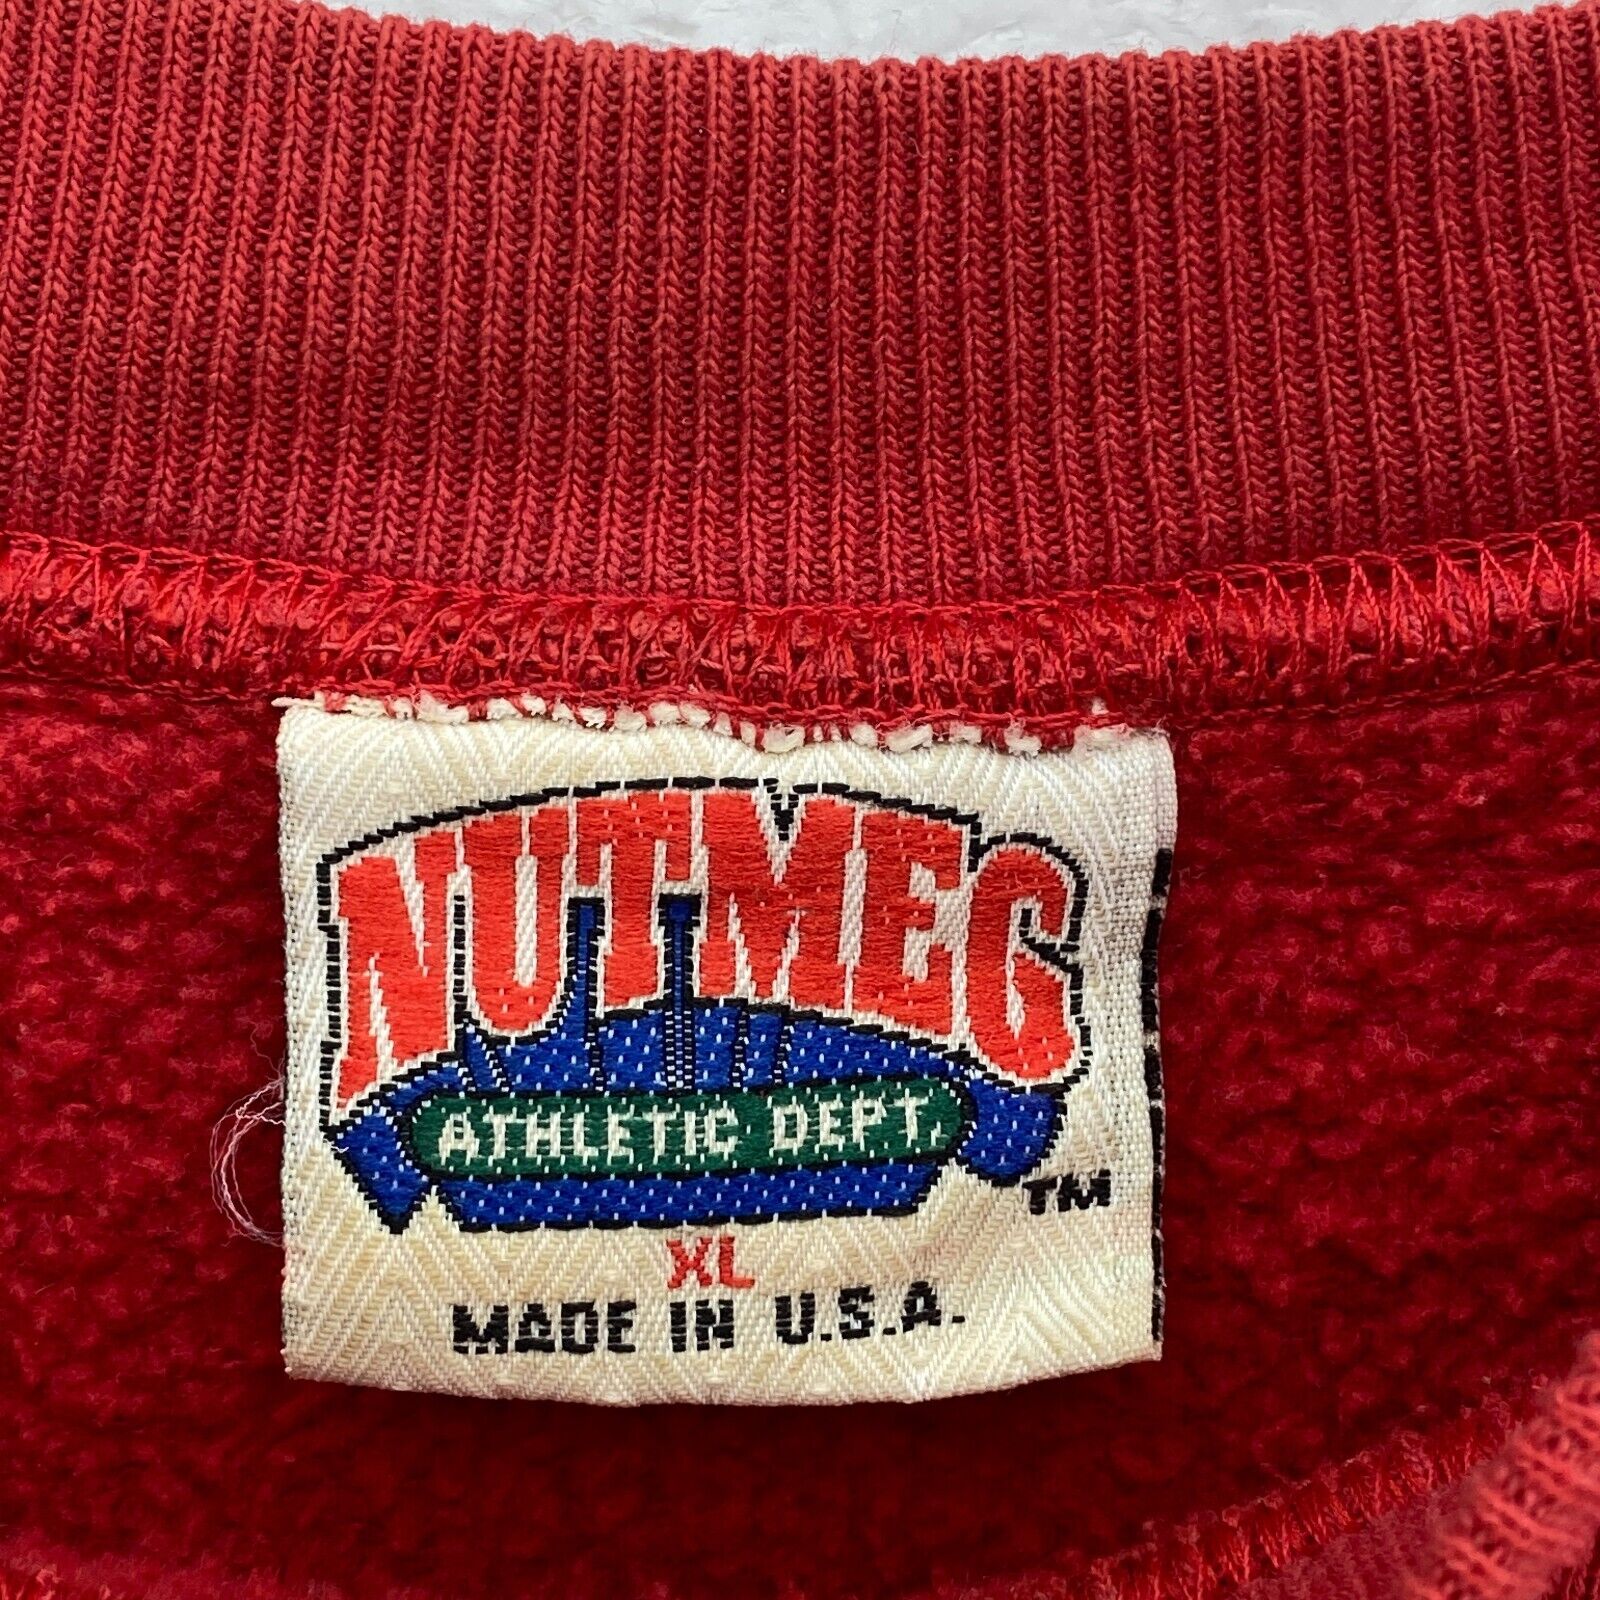 NUTMEG
ATHLETIC DEPT.
TM
XL
MADE IN U.S.A.